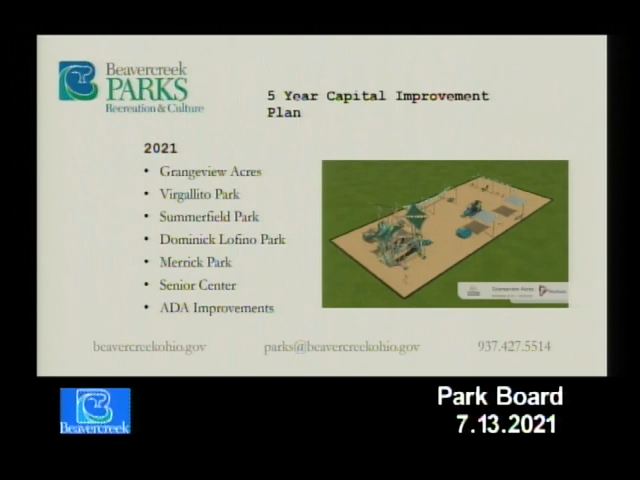 Beavercreek
PARKS
Recreation & Culture
5 Year Capital Improvement
Plan
2021
• Grangeview Acres
• Virgallito Park
• Summerfield Park
• Dominick Lofino Park
• Merrick Park
• Senior Center
• ADA Improvements
Grangeview Acres
beavercreekohio.gov
parks@beavercreekohio.gov
937.427.5514
Beavercreek
Park Board
7.13.2021